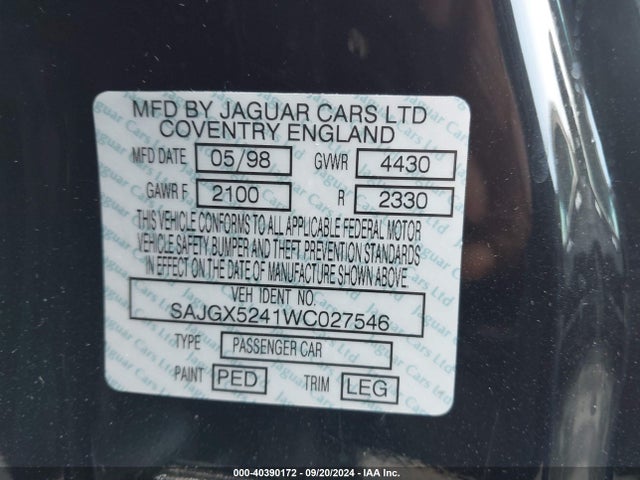 MFD BY JAGUAR CARS LTD
COVENTRY ENGLAND
MFD DATE 05/98 GVWR 4430
GAWR F 2100 R 2330
THIS VEHICLE CONFORMS TO ALL APPLICABLE FEDERAL MOTOR
VEHICLE SAFETY BUMPER AND THEFT PREVENTION STANDARDS
IN EFFECT ON THE DATE OF MANUFACTURE SHOWN ABOVE
VEH IDENT NO.
SAJGX5241WC027546
TYPE PASSENGER CAR
PAINT PED TRIM LEG
000-40390172 - 09/20/2024 - IAA Inc.